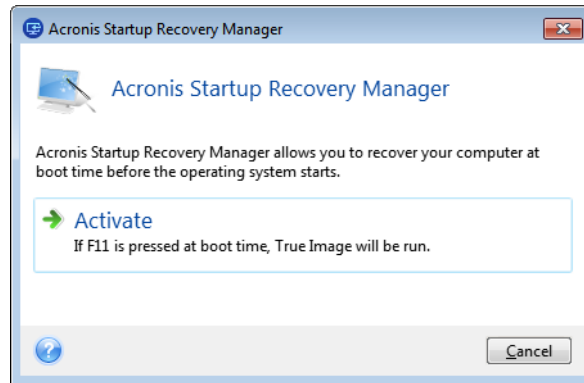 Acronis Startup Recovery Manager
Acronis Startup Recovery Manager
Acronis Startup Recovery Manager allows you to recover your computer at
boot time before the operating system starts.
Activate
If F11 is pressed at boot time, True Image will be run.
Cancel